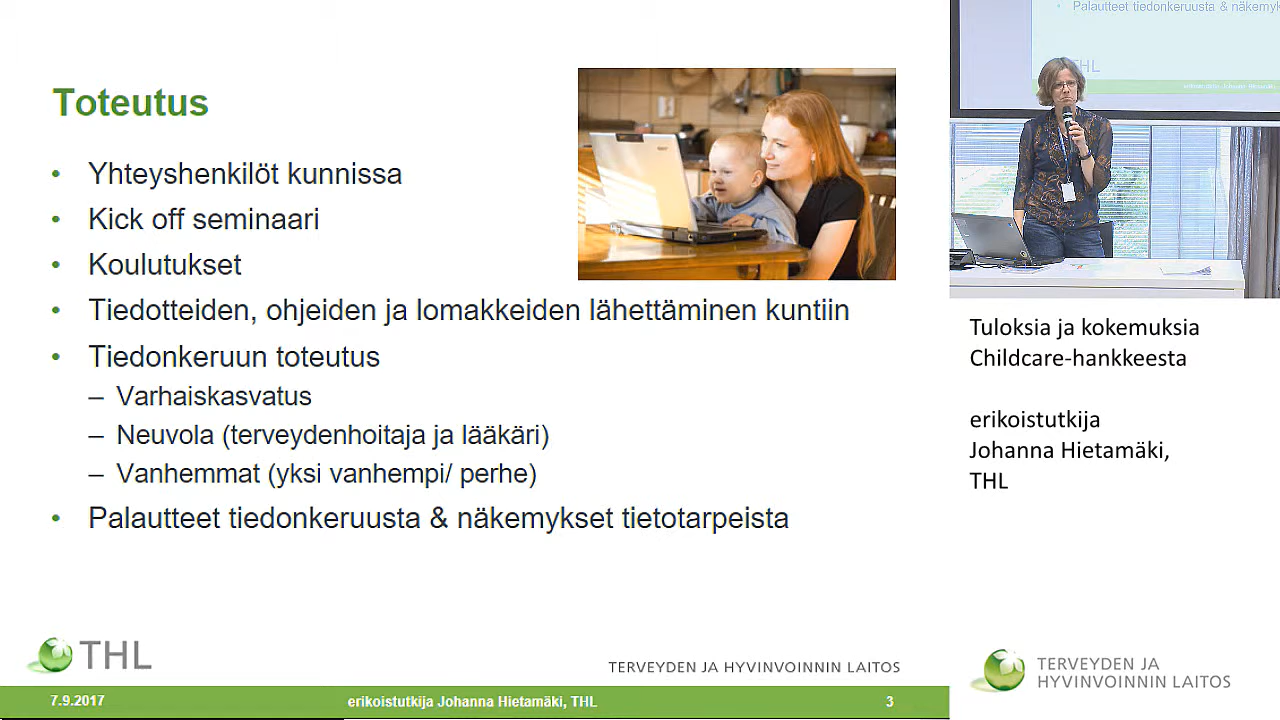 Toteutus
• Yhteyshenkilöt kunnissa
• Kick off seminaari
• Koulutukset
• Tiedotteiden, ohjeiden ja lomakkeiden lähettäminen kuntiin
• Tiedonkeruun toteutus
– Varhaiskasvatus
– Neuvola (terveydenhoitaja ja lääkäri)
– Vanhemmat (yksi vanhempi/ perhe)
• Palautteet tiedonkeruusta & näkemykset tietotarpeista
THL
TERVEYDEN JA HYVINVOINNIN LAITOS
7.9.2017 erikoistutkija Johanna Hietamäki, THL 3
• Palautteet tiedonkeruusta & näkemyk
THL
Tuloksia ja kokemuksia
Childcare-hankkeesta
erikoistutkija
Johanna Hietamäki,
THL
TERVEYDEN JA
HYVINVOINNIN LAITOS